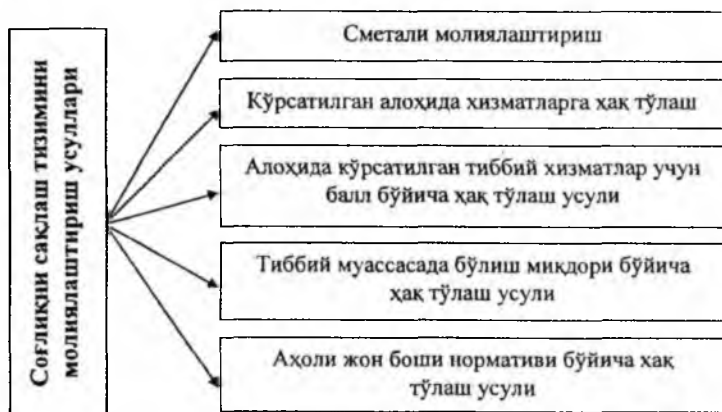 Соғлиқни сақлаш тизимини
молиялаштириш усуллари
Сметали молиялаштириш
Кўрсатилган алоҳида хизматларга ҳақ тўлаш
Алоҳида кўрсатилган тиббий хизматлар учун
балл бўйича ҳақ тўлаш усули
Тиббий муассасада бўлиш миқдори бўйича
ҳақ тўлаш усули
Аҳоли жон боши нормативи бўйича ҳақ
тўлаш усули